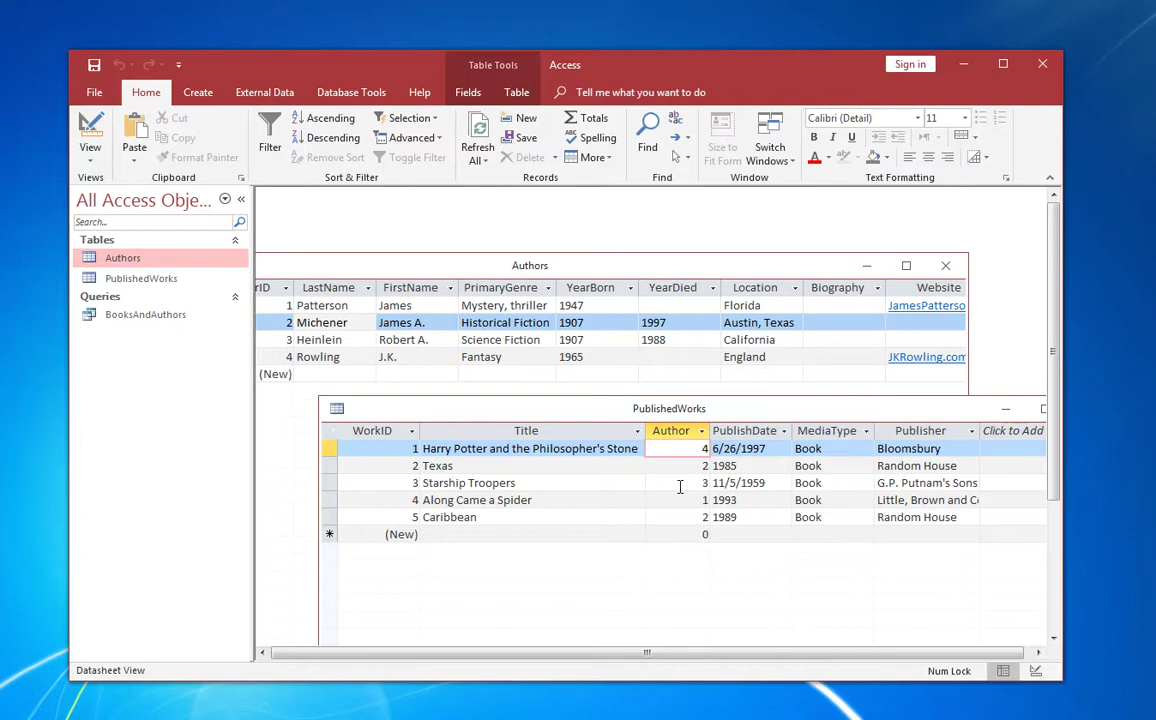 Table Tools Access Sign in
File Home Create External Data Database Tools Help Fields Table Tell me what you want to do
View
Views
Paste
Cut
Copy
Format Painter
Clipboard
Filter
Ascending
Descending
Remove Sort
Selection
Advanced
Toggle Filter
Sort & Filter
Refresh
All
New
Save
Delete
Totals
Spelling
More
Records
Find
Find
Size to
Fit Form
Switch
Windows
Window
Calibri (Detail) 11
B I U
A
Text Formatting
All Access Obje...
Search...
Tables
Authors
PublishedWorks
Queries
BooksAndAuthors
Authors
rID LastName FirstName PrimaryGenre YearBorn YearDied Location Biography Website
1 Patterson James Mystery, thriller 1947 Florida JamesPatterso
2 Michener James A. Historical Fiction 1907 1997 Austin, Texas
3 Heinlein Robert A. Science Fiction 1907 1988 California
4 Rowling J.K. Fantasy 1965 England JKRowling.com
(New)
PublishedWorks
WorkID Title Author PublishDate MediaType Publisher Click to Add
1 Harry Potter and the Philosopher's Stone 4 6/26/1997 Book Bloomsbury
2 Texas 2 1985 Book Random House
3 Starship Troopers 3 11/5/1959 Book G.P. Putnam's Sons
4 Along Came a Spider 1 1993 Book Little, Brown and C
5 Caribbean 2 1989 Book Random House
(New) 0
Datasheet View Num Lock